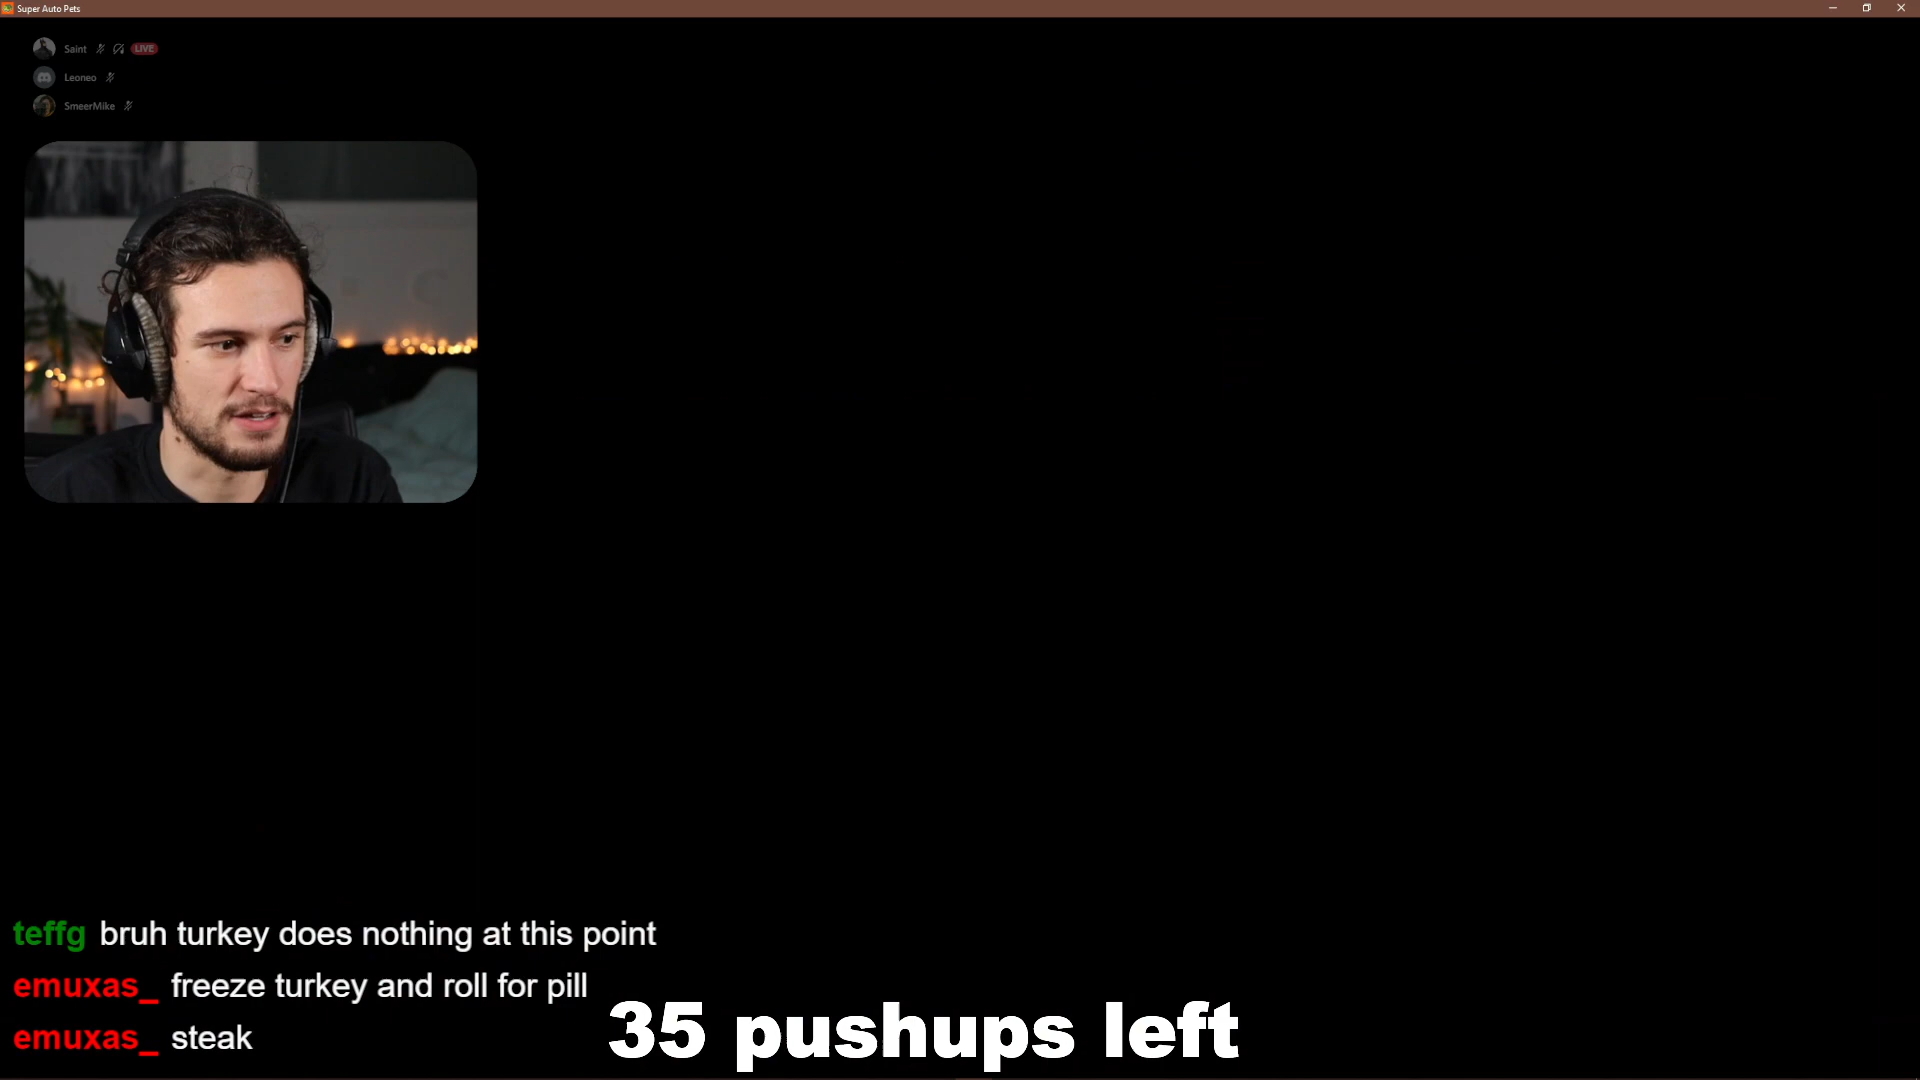 Super Auto Pets
Saint LIVE
Leoneo
SmeerMike
teffg bruh turkey does nothing at this point
emuxas_ freeze turkey and roll for pill
emuxas_ steak
35 pushups left